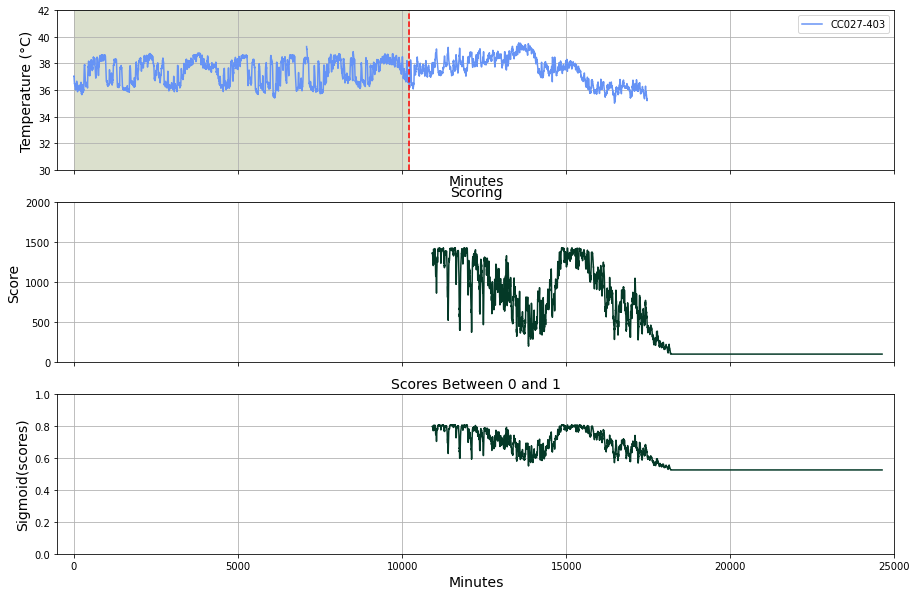 42
40
38
36
34
32
30
Temperature (°C)
CC027-403
Minutes
Scoring
2000
1500
1000
500
0
Score
Scores Between 0 and 1
1.0
0.8
0.6
0.4
0.2
0.0
Sigmoid(scores)
0 5000 10000 15000 20000 25000
Minutes